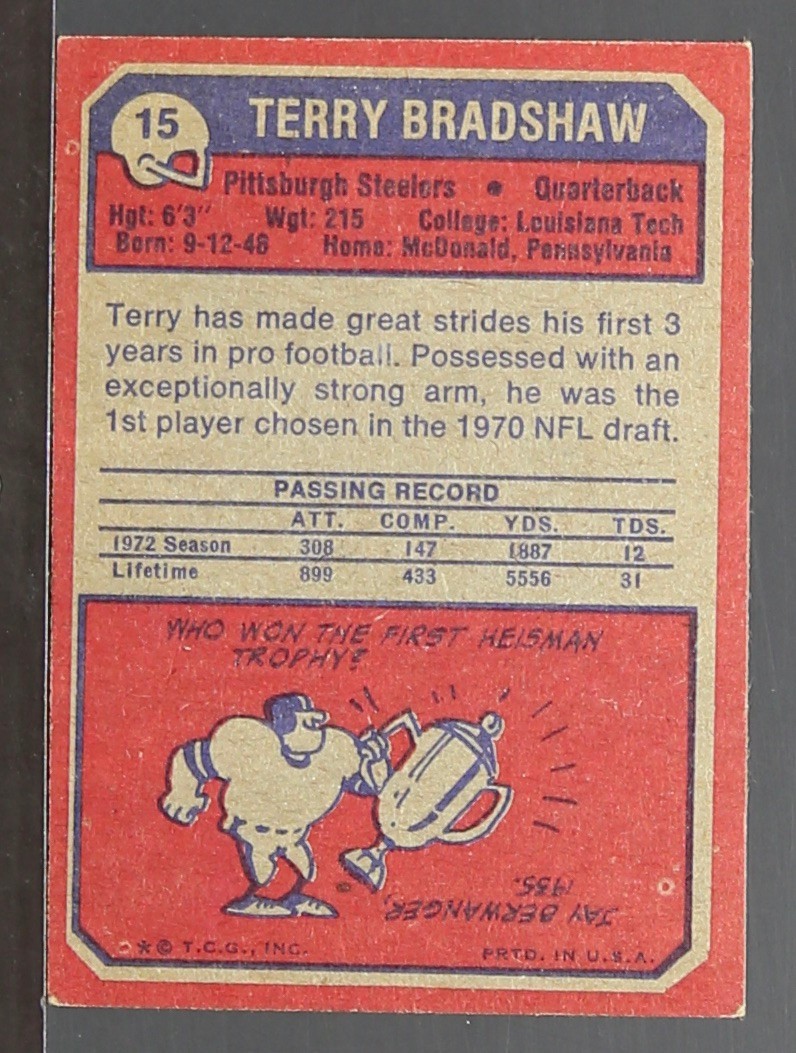 15
TERRY BRADSHAW
Pittsburgh Steelers • Quarterback
Hgt: 6'3" Wgt: 215 College: Louisiana Tech
Born: 9-12-48 Home: McDonald, Pennsylvania
Terry has made great strides his first 3
years in pro football. Possessed with an
exceptionally strong arm, he was the
1st player chosen in the 1970 NFL draft.
PASSING RECORD
ATT. COMP. YDS. TDS.
1972 Season 308 147 1887 12
Lifetime 899 433 5556 31
WHO WON THE FIRST HEISMAN
TROPHY?
JAY BERWANGER,
1935.
* © T.C.G., INC. PRTD. IN U.S.A.